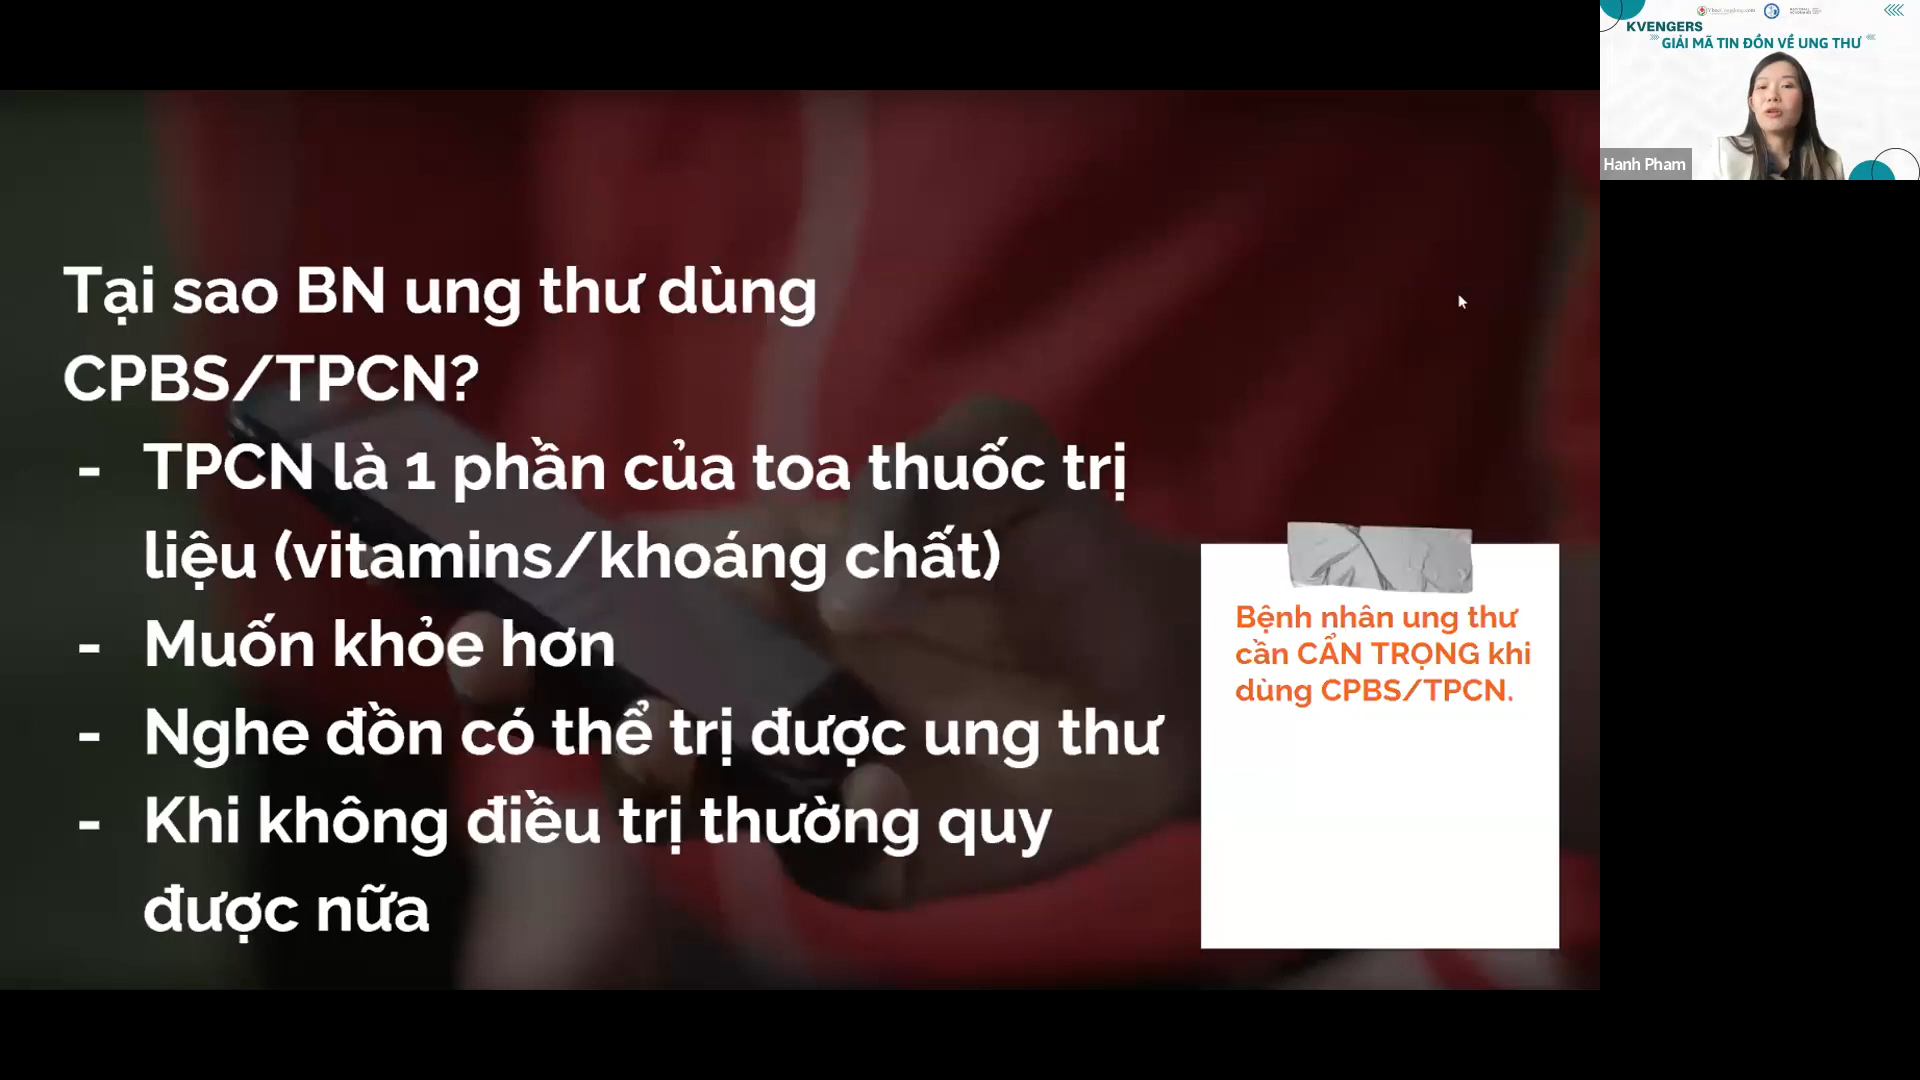 Tại sao BN ung thư dùng
CPBS/TPCN?
- TPCN là 1 phần của toa thuốc trị
liệu (vitamins/khoáng chất)
- Muốn khỏe hơn
- Nghe đồn có thể trị được ung thư
- Khi không điều trị thường quy
được nữa
Bệnh nhân ung thư
cần CẨN TRỌNG khi
dùng CPBS/TPCN.
KVENGERS
GIẢI MÃ TIN ĐỒN VỀ UNG THƯ
Hanh Pham